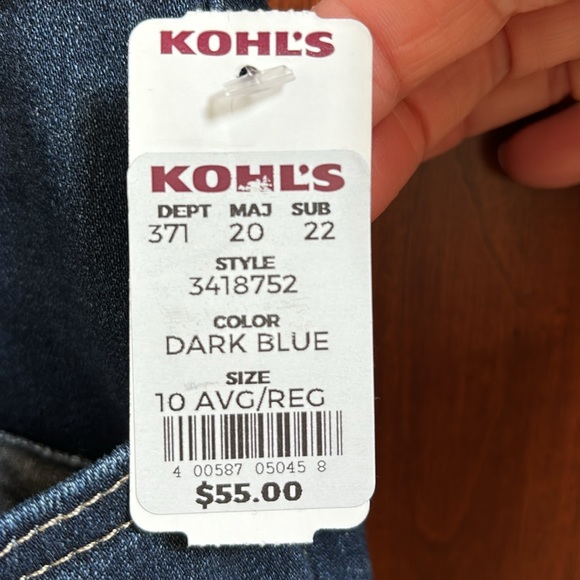 KOHL'S
KOHL'S
DEPT MAJ SUB
371 20 22
STYLE
3418752
COLOR
DARK BLUE
SIZE
10 AVG/REG
4 00587 05045 8
$55.00